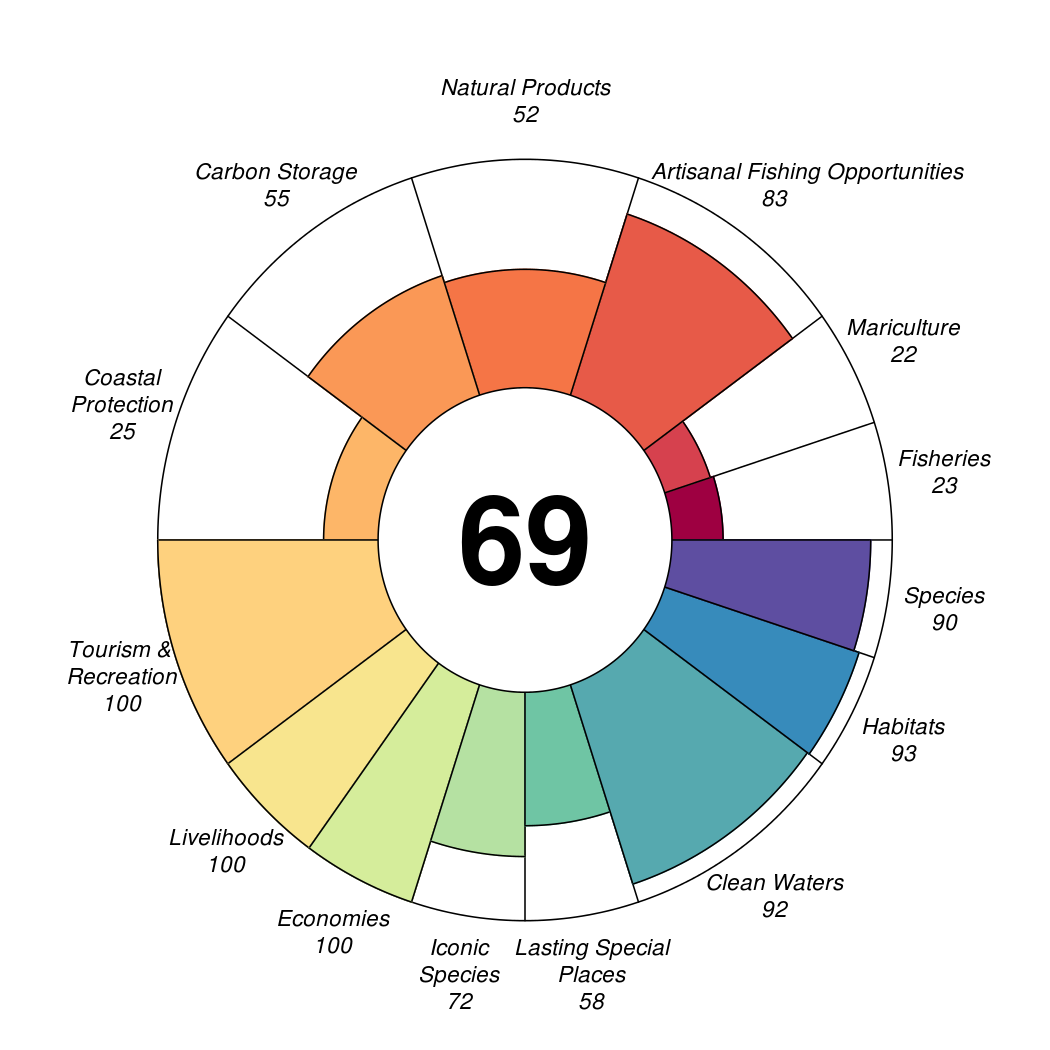 Natural Products
52
Carbon Storage
55
Artisanal Fishing Opportunities
83
Mariculture
22
Coastal
Protection
25
Fisheries
23
69
Species
90
Tourism &
Recreation
100
Habitats
93
Livelihoods
100
Clean Waters
92
Economies
100
Iconic
Species
72
Lasting Special
Places
58